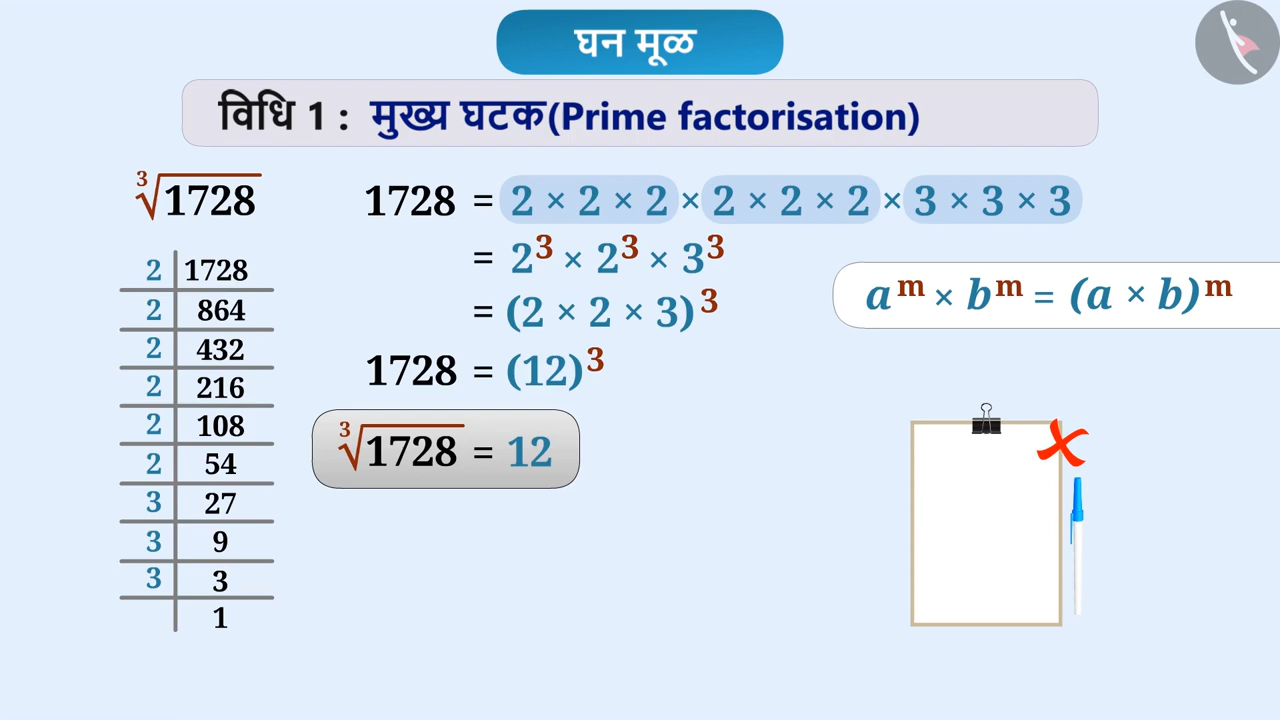 घन मूळ
विधि 1 : मुख्य घटक(Prime factorisation)
∛1728
1728 = 2 × 2 × 2 × 2 × 2 × 2 × 3 × 3 × 3
= 2³ × 2³ × 3³
= (2 × 2 × 3)³
1728 = (12)³
∛1728 = 12
2 1728
2 864
2 432
2 216
2 108
2 54
3 27
3 9
3 3
1
aᵐ × bᵐ = (a × b)ᵐ